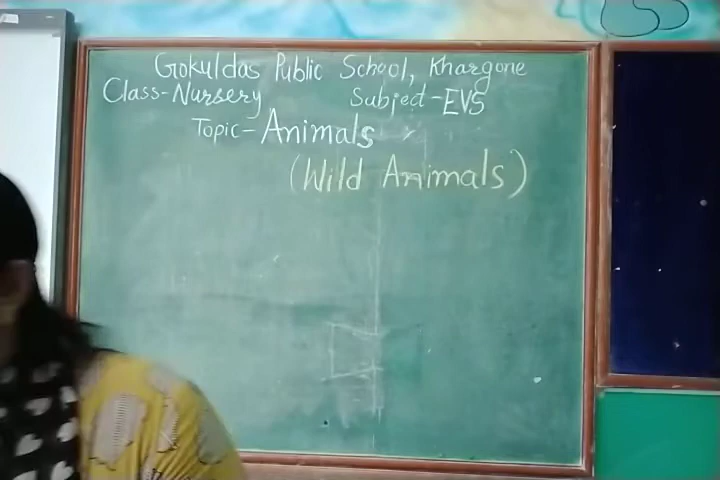 Gokuldas Public School, Khargone
Class-Nursery Subject-EVS
Topic-Animals
(Wild Animals)